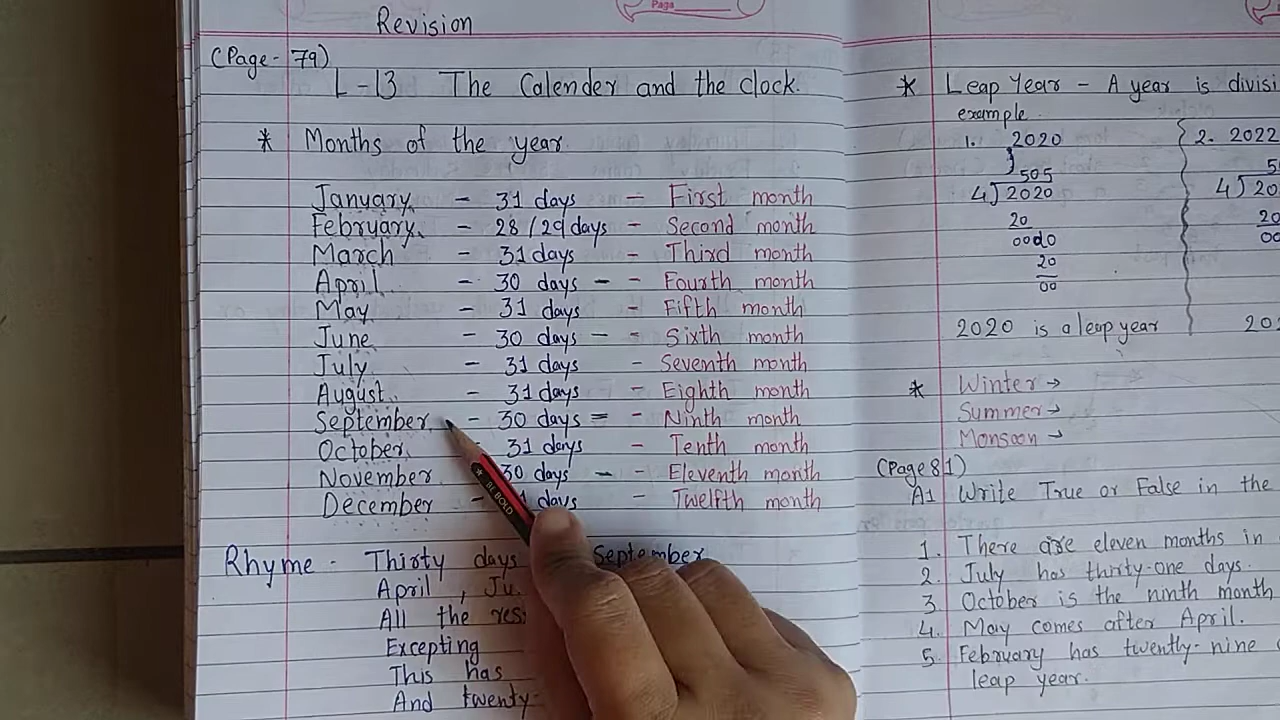 Page
Revision
(Page - 79)
L-13 The Calender and the clock.
* Months of the year
January - 31 days - First month
February - 28/29 days - Second month
March - 31 days - Third month
April - 30 days - - Fourth month
May - 31 days - Fifth month
June - 30 days - - Sixth month
July - 31 days - Seventh month
August - 31 days - Eighth month
September - 30 days = - Ninth month
October - 31 days - Tenth month
November 30 days - - Eleventh month
December - days - Twelfth month
Rhyme - Thirty days September
April,
All the
Excepting
This has
And twenty-
* Leap Year - A year is
example
1. 2020
505
4)2020
20
0020
20
00
2020 is a leap year
2. 2022
4)
20
* Winter →
Summer →
Monsoon →
(Page 81)
A1 Write True or False in the
1. There are eleven months in
2. July has thirty-one days.
3. October is the ninth month
4. May comes after April.
5. February has twenty-nine
leap year.
BE BOLD